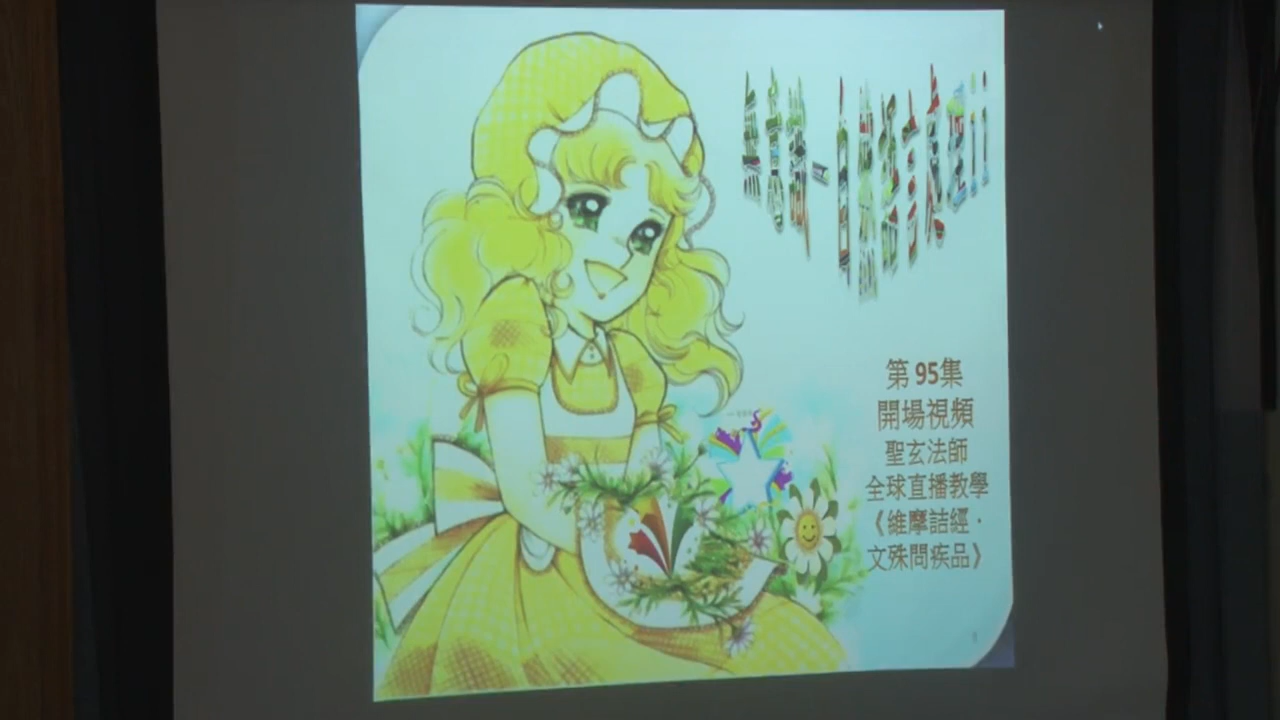 第 95集
開場視頻
聖玄法師
全球直播教學
《維摩詰經．
文殊問疾品》